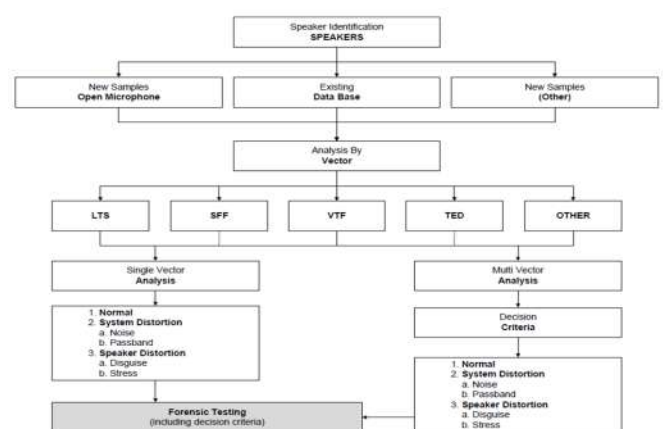 Speaker Identification
SPEAKERS
New Samples
Open Microphone
Existing
Data Base
New Samples
(Other)
Analysis By
Vector
LTS
SFF
VTF
TED
OTHER
Single Vector
Analysis
Multi Vector
Analysis
1. Normal
2. System Distortion
a. Noise
b. Passband
3. Speaker Distortion
a. Disguise
b. Stress
Decision
Criteria
1. Normal
2. System Distortion
a. Noise
b. Passband
3. Speaker Distortion
a. Disguise
b. Stress
Forensic Testing
(including decision criteria)